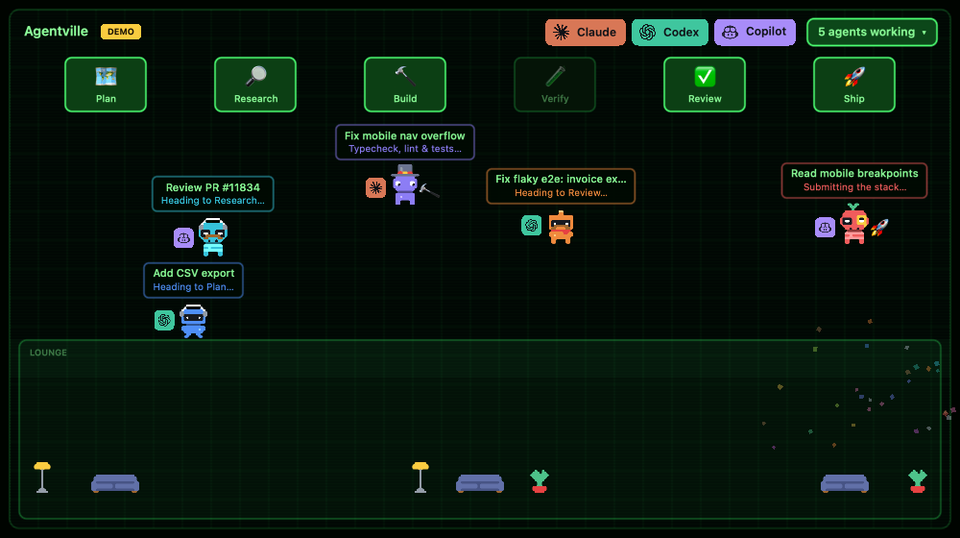 Agentville
DEMO
Claude
Codex
Copilot
5 agents working
Plan
Research
Build
Verify
Review
Ship
Fix mobile nav overflow
Typecheck, lint & tests...
Review PR #11834
Heading to Research...
Fix flaky e2e: invoice ex...
Heading to Review...
Read mobile breakpoints
Submitting the stack...
Add CSV export
Heading to Plan...
LOUNGE